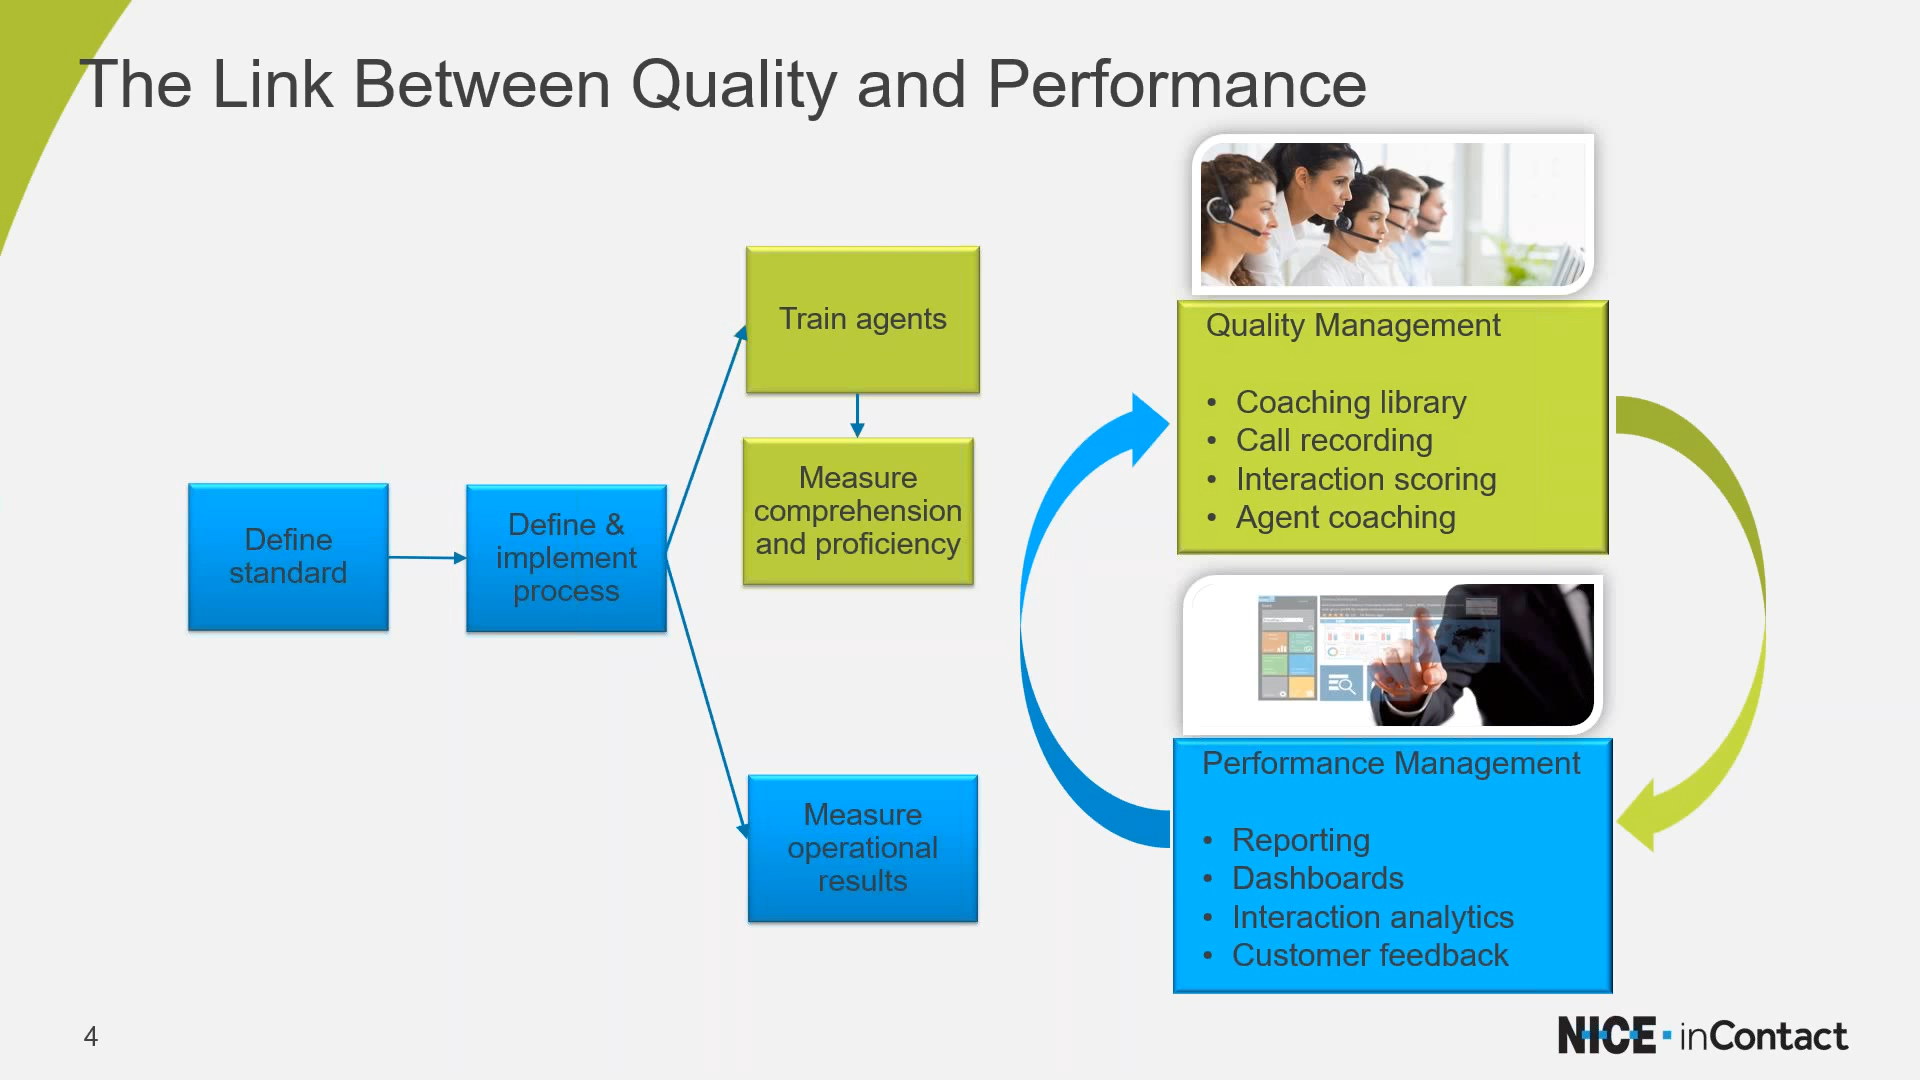 The Link Between Quality and Performance
Define
standard
Define &
implement
process
Train agents
Measure
comprehension
and proficiency
Measure
operational
results
Quality Management
• Coaching library
• Call recording
• Interaction scoring
• Agent coaching
Performance Management
• Reporting
• Dashboards
• Interaction analytics
• Customer feedback
4
NICE inContact